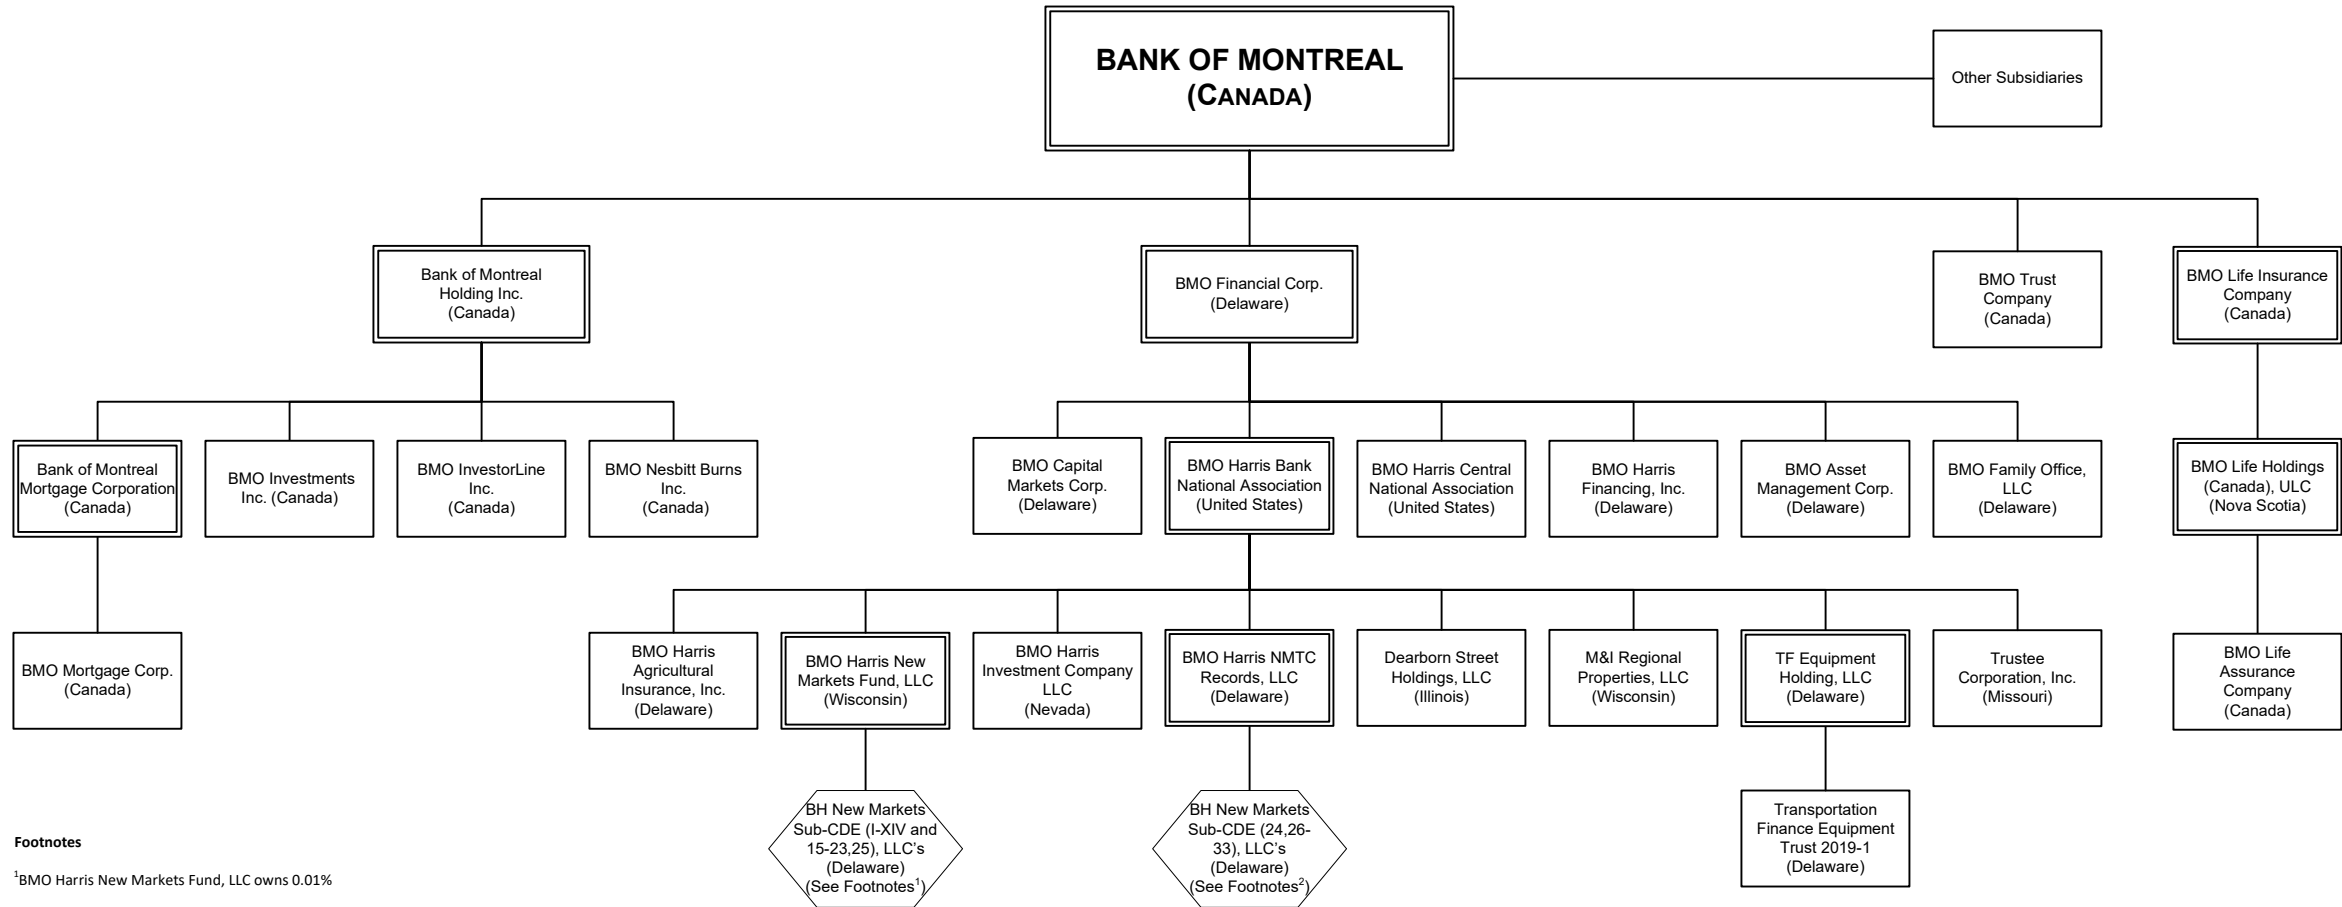 BANK OF MONTREAL
(CANADA)
Other Subsidiaries
Bank of Montreal
Holding Inc.
(Canada)
BMO Financial Corp.
(Delaware)
BMO Trust
Company
(Canada)
BMO Life Insurance
Company
(Canada)
Bank of Montreal
Mortgage Corporation
(Canada)
BMO Investments
Inc. (Canada)
BMO InvestorLine
Inc.
(Canada)
BMO Nesbitt Burns
Inc.
(Canada)
BMO Capital
Markets Corp.
(Delaware)
BMO Harris Bank
National Association
(United States)
BMO Harris Central
National Association
(United States)
BMO Harris
Financing, Inc.
(Delaware)
BMO Asset
Management Corp.
(Delaware)
BMO Family Office,
LLC
(Delaware)
BMO Life Holdings
(Canada), ULC
(Nova Scotia)
BMO Mortgage Corp.
(Canada)
BMO Harris
Agricultural
Insurance, Inc.
(Delaware)
BMO Harris New
Markets Fund, LLC
(Wisconsin)
BMO Harris
Investment Company
LLC
(Nevada)
BMO Harris NMTC
Records, LLC
(Delaware)
Dearborn Street
Holdings, LLC
(Illinois)
M&I Regional
Properties, LLC
(Wisconsin)
TF Equipment
Holding, LLC
(Delaware)
Trustee
Corporation, Inc.
(Missouri)
BMO Life
Assurance
Company
(Canada)
BH New Markets
Sub-CDE (I-XIV and
15-23,25), LLC’s
(Delaware)
(See Footnotes¹)
BH New Markets
Sub-CDE (24,26-
33), LLC’s
(Delaware)
(See Footnotes²)
Transportation
Finance Equipment
Trust 2019-1
(Delaware)
Footnotes
¹BMO Harris New Markets Fund, LLC owns 0.01%